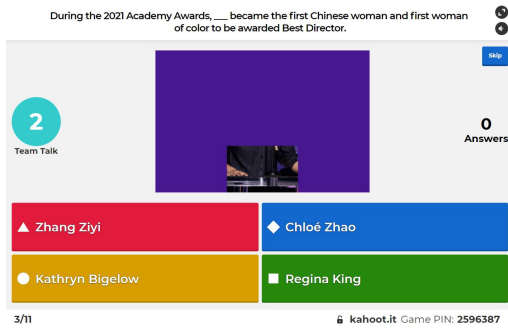 During the 2021 Academy Awards, ___ became the first Chinese woman and first woman
of color to be awarded Best Director.
Skip
2
Team Talk
0
Answers
Zhang Ziyi
Chloé Zhao
Kathryn Bigelow
Regina King
3/11
kahoot.it Game PIN: 2596387